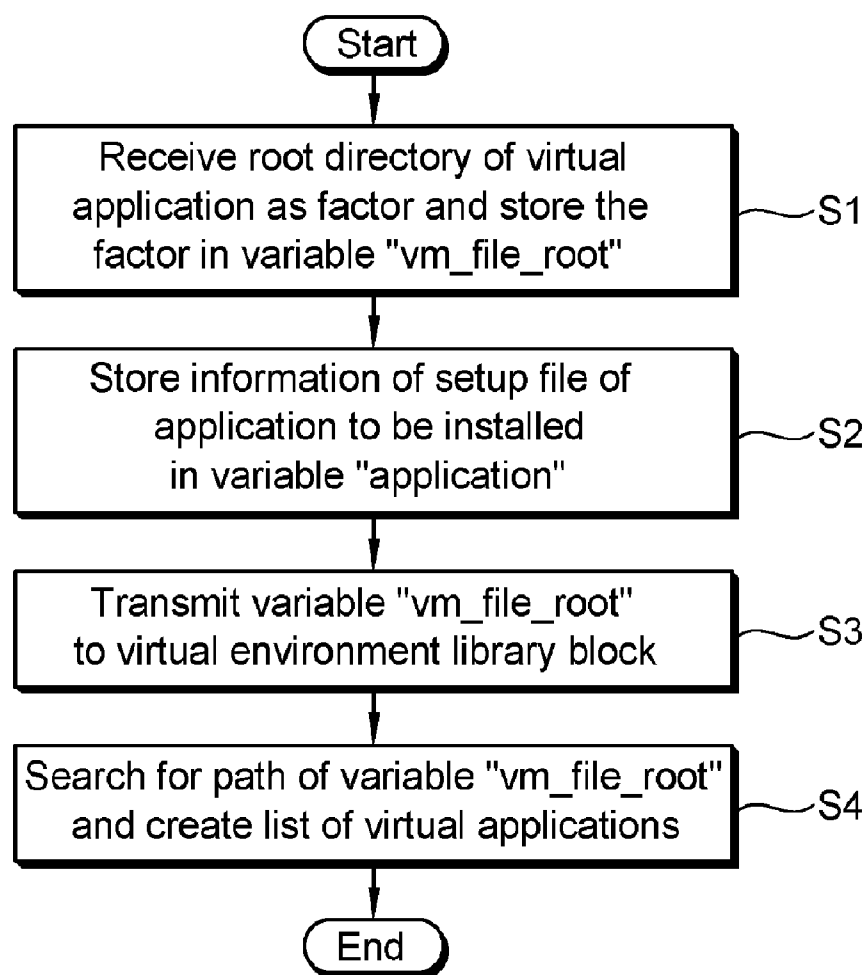 Start
Receive root directory of virtual
application as factor and store the
factor in variable "vm_file_root"
S1
Store information of setup file of
application to be installed
in variable "application"
S2
Transmit variable "vm_file_root"
to virtual environment library block
S3
Search for path of variable "vm_file_root"
and create list of virtual applications
S4
End